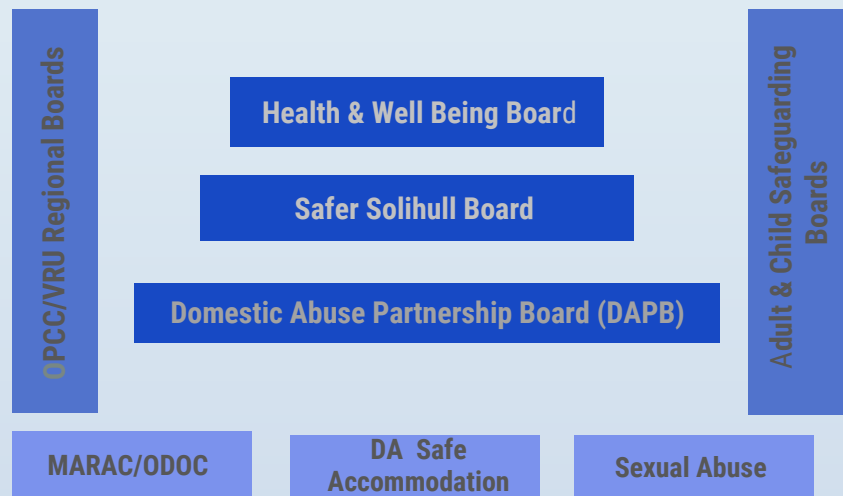 OPCC/VRU Regional Boards
Health & Well Being Board
Safer Solihull Board
Domestic Abuse Partnership Board (DAPB)
Adult & Child Safeguarding
Boards
MARAC/ODOC
DA Safe
Accommodation
Sexual Abuse